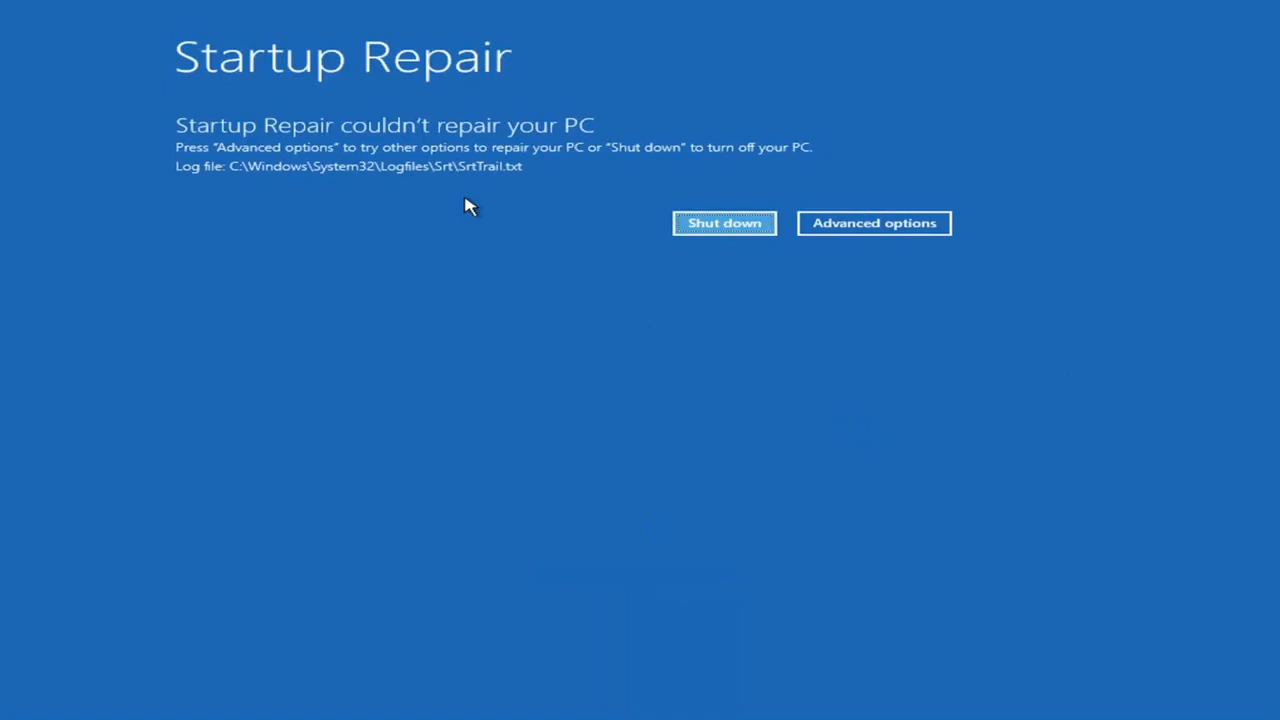 Startup Repair
Startup Repair couldn't repair your PC
Press “Advanced options” to try other options to repair your PC or “Shut down” to turn off your PC.
Log file: C:\Windows\System32\Logfiles\Srt\SrtTrail.txt
Shut down
Advanced options